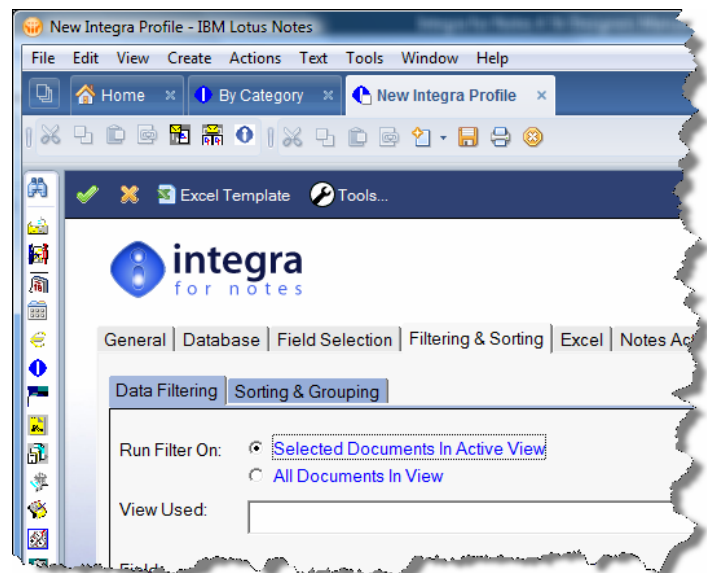 New Integra Profile - IBM Lotus Notes
File Edit View Create Actions Text Tools Window Help
Home By Category New Integra Profile
Excel Template Tools...
integra
for notes
General Database Field Selection Filtering & Sorting Excel Notes Ac
Data Filtering Sorting & Grouping
Run Filter On: Selected Documents In Active View
All Documents In View
View Used: